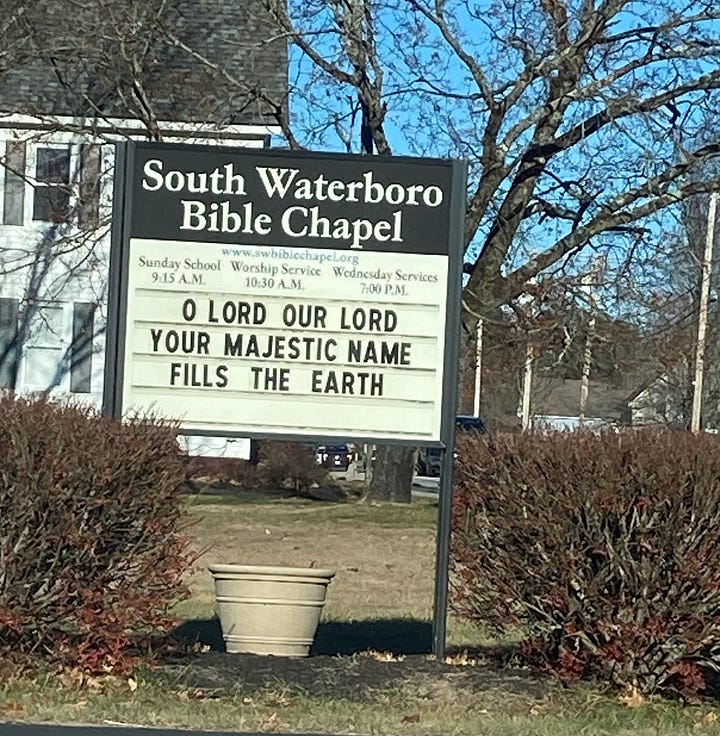 South Waterboro
Bible Chapel
www.swbiblechapel.org
Sunday School Worship Service Wednesday Services
9:15 A.M. 10:30 A.M. 7:00 P.M.
O LORD OUR LORD
YOUR MAJESTIC NAME
FILLS THE EARTH